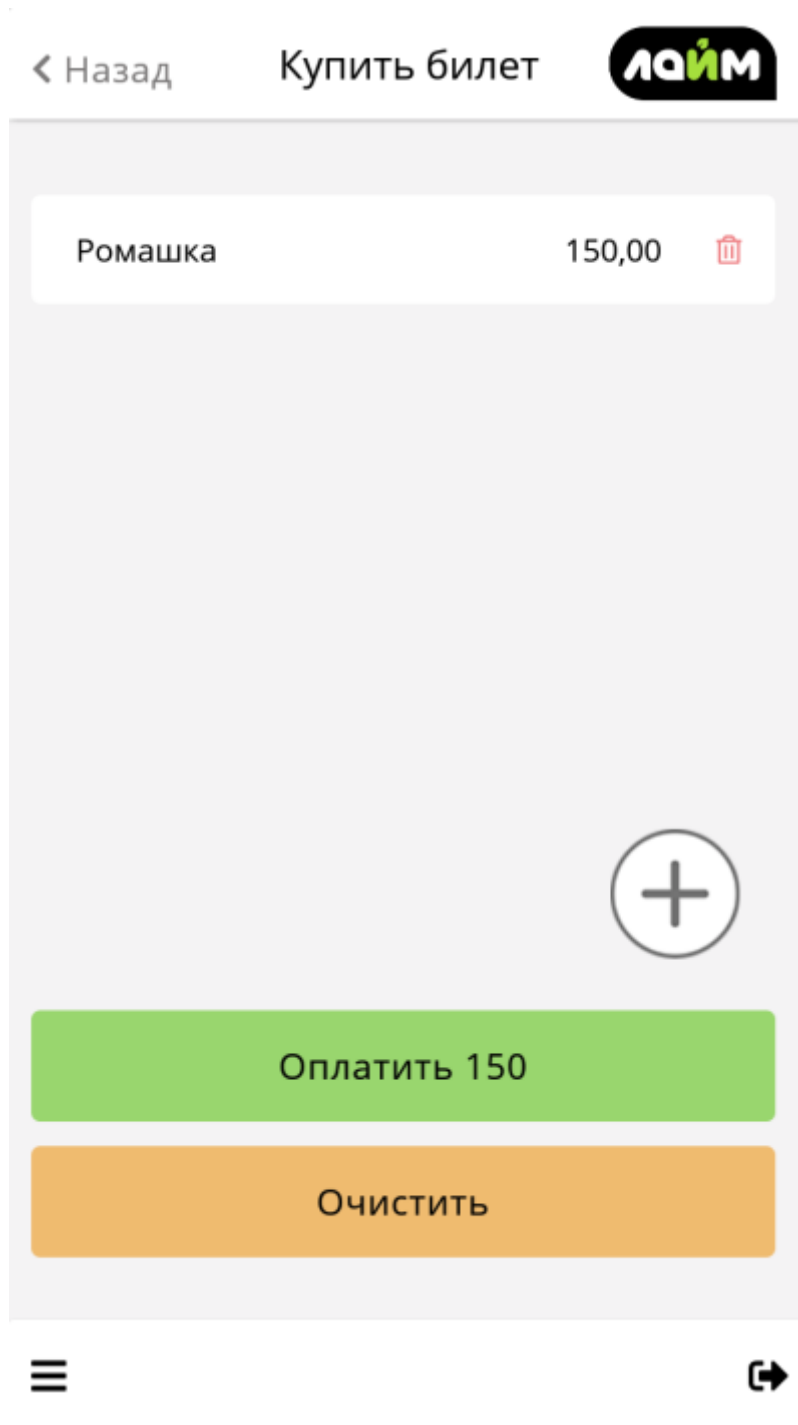 Назад
Купить билет
лайм
Ромашка 150,00
Оплатить 150
Очистить